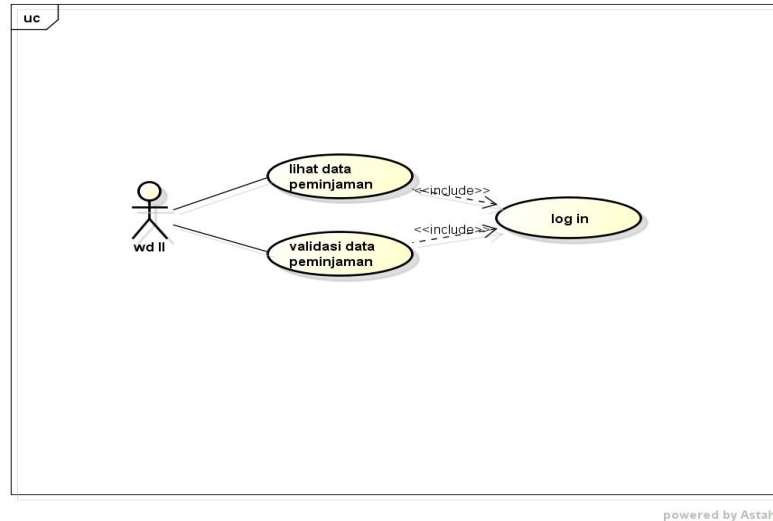 uc
lihat data
peminjaman
<<include>>
log in
wd II
<<include>>
validasi data
peminjaman
powered by Astah